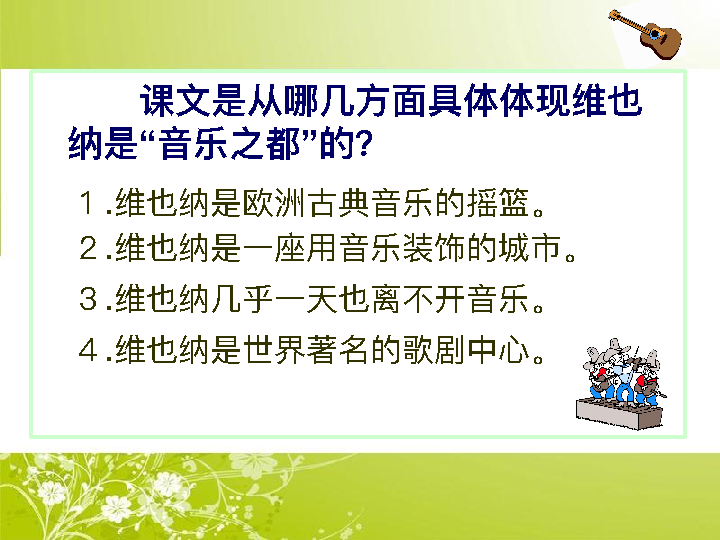 课文是从哪几方面具体体现维也
纳是“音乐之都”的?
１.维也纳是欧洲古典音乐的摇篮。
２.维也纳是一座用音乐装饰的城市。
３.维也纳几乎一天也离不开音乐。
４.维也纳是世界著名的歌剧中心。